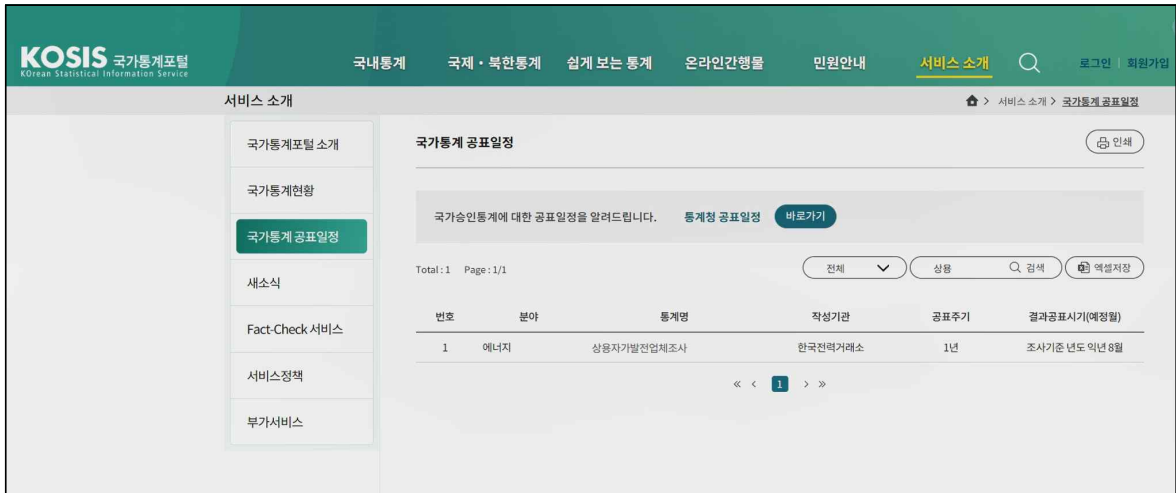 KOSIS 국가통계포털
KOrean Statistical Information Service
국내통계 국제・북한통계 쉽게 보는 통계 온라인간행물 민원안내 서비스 소개 로그인 회원가입
서비스 소개
> 서비스 소개 > 국가통계 공표일정
국가통계포털 소개
국가통계현황
국가통계 공표일정
새소식
Fact-Check 서비스
서비스정책
부가서비스
국가통계 공표일정
인쇄
국가승인통계에 대한 공표일정을 알려드립니다. 통계청 공표일정 바로가기
Total : 1 Page : 1/1
전체 상용 검색 엑셀저장
번호 분야 통계명 작성기관 공표주기 결과공표시기(예정월)
1 에너지 상용자가발전업체조사 한국전력거래소 1년 조사기준 년도 익년 8월
« < 1 > »